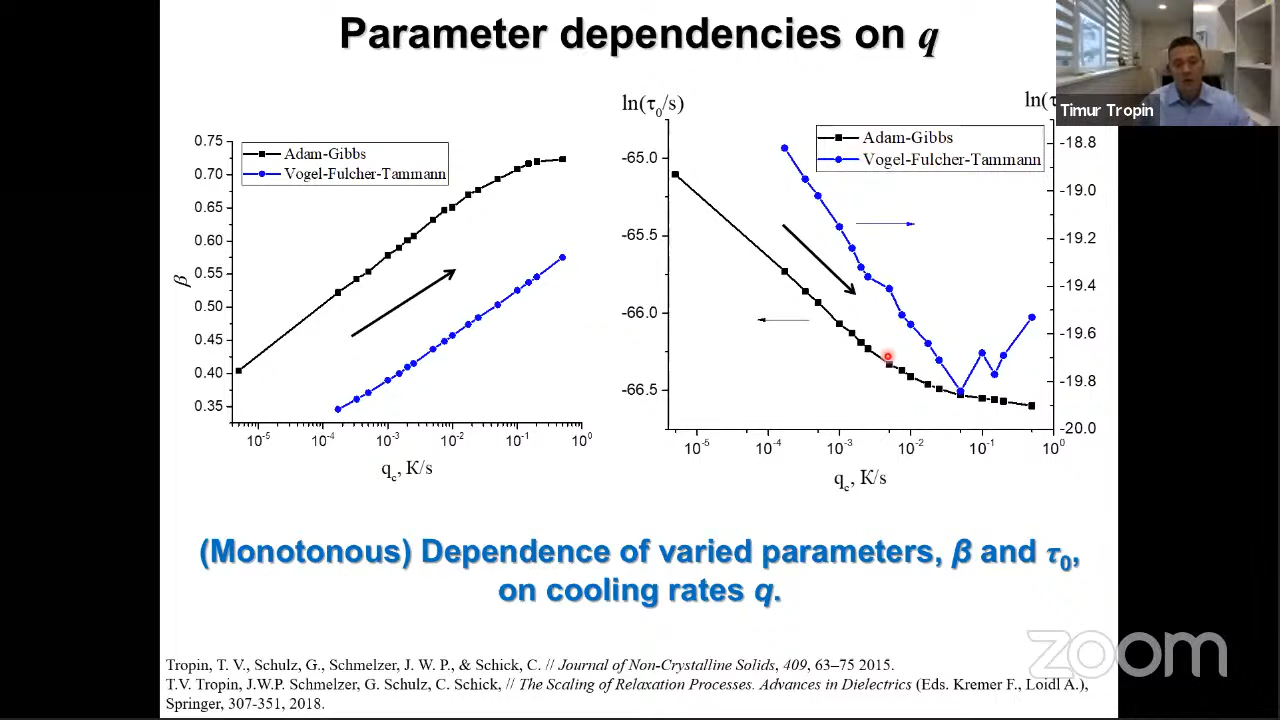 Parameter dependencies on q
Timur Tropin
0.75
0.70
0.65
0.60
0.55
0.50
0.45
0.40
0.35
β
Adam-Gibbs
Vogel-Fulcher-Tammann
10⁻⁵ 10⁻⁴ 10⁻³ 10⁻² 10⁻¹ 10⁰
q꜀, K/s
ln(τ₀/s)
ln(τ
-65.0
-65.5
-66.0
-66.5
Adam-Gibbs
Vogel-Fulcher-Tammann
-18.8
-19.0
-19.2
-19.4
-19.6
-19.8
-20.0
10⁻⁵ 10⁻⁴ 10⁻³ 10⁻² 10⁻¹ 10⁰
q꜀, K/s
(Monotonous) Dependence of varied parameters, β and τ₀,
on cooling rates q.
zoom
Tropin, T. V., Schulz, G., Schmelzer, J. W. P., & Schick, C. // Journal of Non-Crystalline Solids, 409, 63–75 2015.
T.V. Tropin, J.W.P. Schmelzer, G. Schulz, C. Schick, // The Scaling of Relaxation Processes. Advances in Dielectrics (Eds. Kremer F., Loidl A.),
Springer, 307-351, 2018.